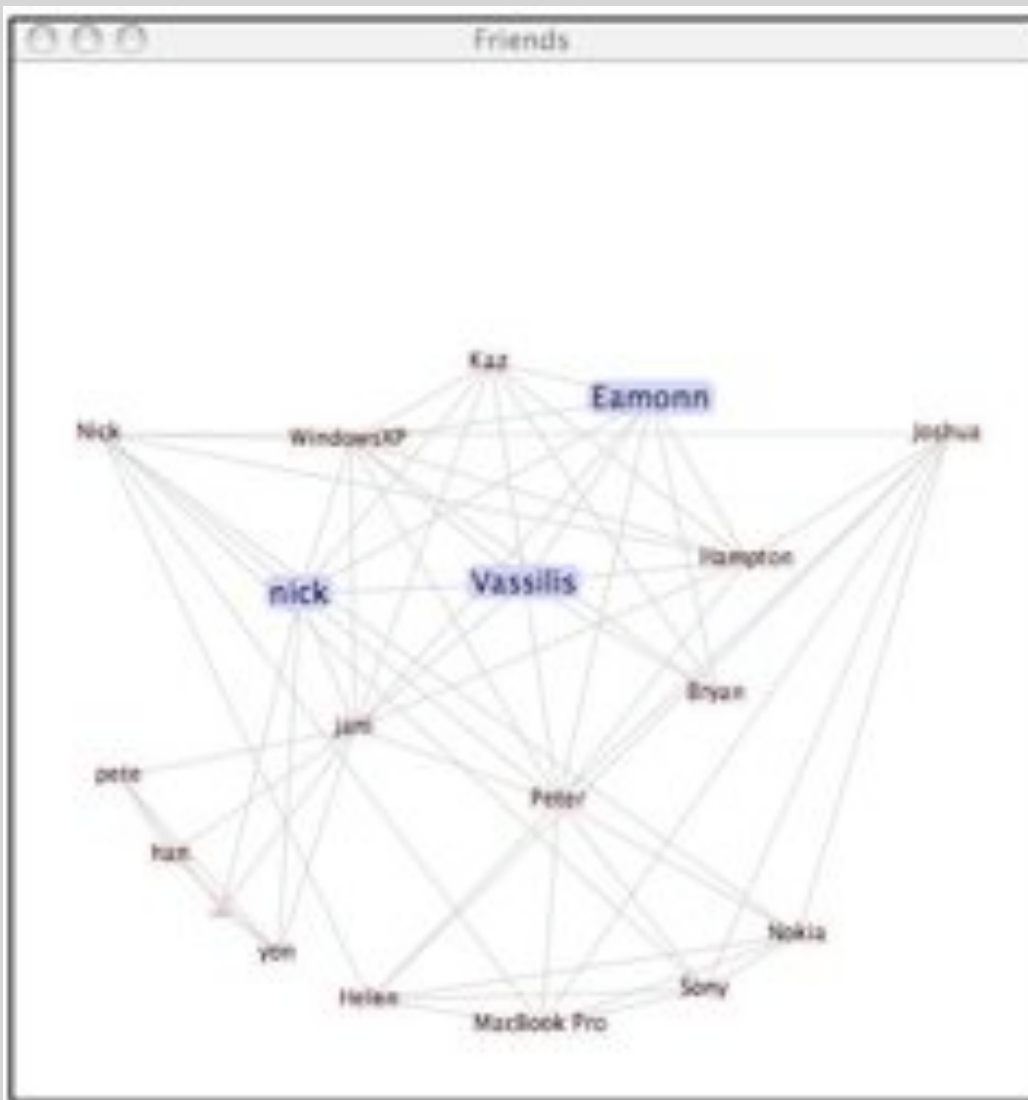 Friends
Kaz
Eamonn
Nick
WindowsXP
Joshua
Hampton
nick
Vassilis
Bryan
jam
pete
Peter
han
yon
Nokia
Helen
Sony
MacBook Pro